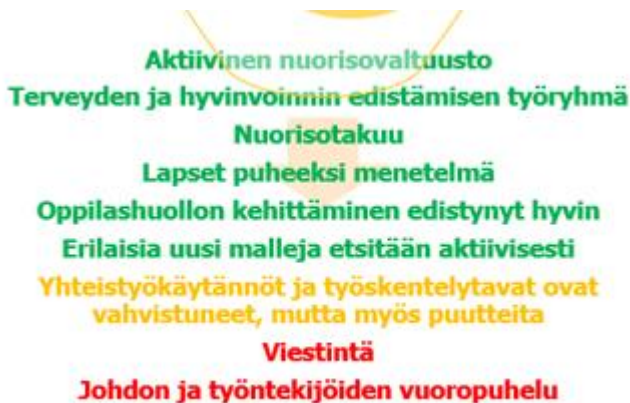 Aktiivinen nuorisovaltuusto
Terveyden ja hyvinvoinnin edistämisen työryhmä
Nuorisotakuu
Lapset puheeksi menetelmä
Oppilashuollon kehittäminen edistynyt hyvin
Erilaisia uusi malleja etsitään aktiivisesti
Yhteistyökäytännöt ja työskentelytavat ovat
vahvistuneet, mutta myös puutteita
Viestintä
Johdon ja työntekijöiden vuoropuhelu